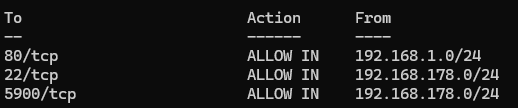 To                         Action      From
--                         ------      ----
80/tcp                     ALLOW IN    192.168.1.0/24
22/tcp                     ALLOW IN    192.168.178.0/24
5900/tcp                   ALLOW IN    192.168.178.0/24